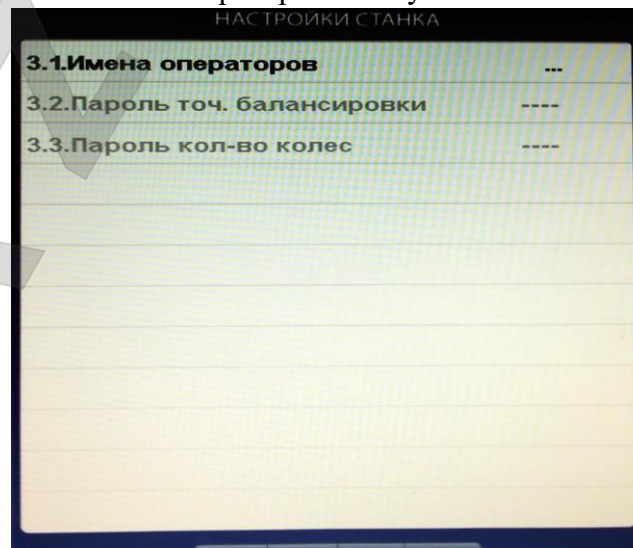 НАСТРОЙКИ СТАНКА
3.1.Имена операторов ...
3.2.Пароль точ. балансировки ----
3.3.Пароль кол-во колес ----